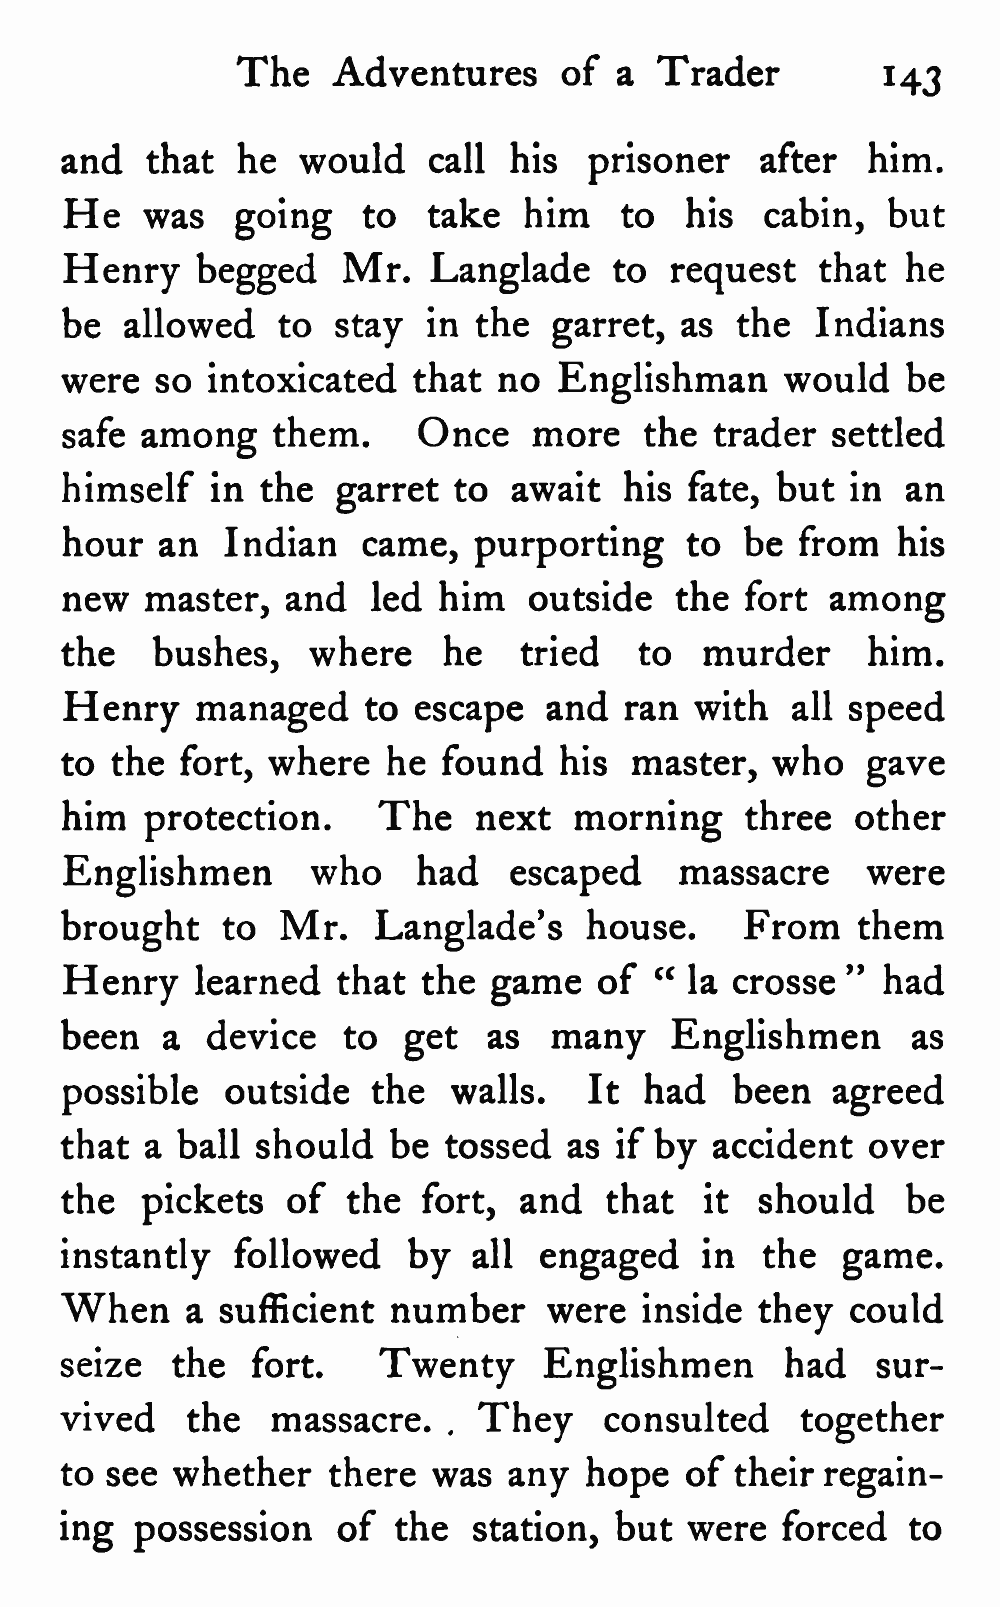 The Adventures of a Trader 143
and that he would call his prisoner after him.
He was going to take him to his cabin, but
Henry begged Mr. Langlade to request that he
be allowed to stay in the garret, as the Indians
were so intoxicated that no Englishman would be
safe among them. Once more the trader settled
himself in the garret to await his fate, but in an
hour an Indian came, purporting to be from his
new master, and led him outside the fort among
the bushes, where he tried to murder him.
Henry managed to escape and ran with all speed
to the fort, where he found his master, who gave
him protection. The next morning three other
Englishmen who had escaped massacre were
brought to Mr. Langlade's house. From them
Henry learned that the game of “ la crosse ” had
been a device to get as many Englishmen as
possible outside the walls. It had been agreed
that a ball should be tossed as if by accident over
the pickets of the fort, and that it should be
instantly followed by all engaged in the game.
When a sufficient number were inside they could
seize the fort. Twenty Englishmen had sur-
vived the massacre. . They consulted together
to see whether there was any hope of their regain-
ing possession of the station, but were forced to